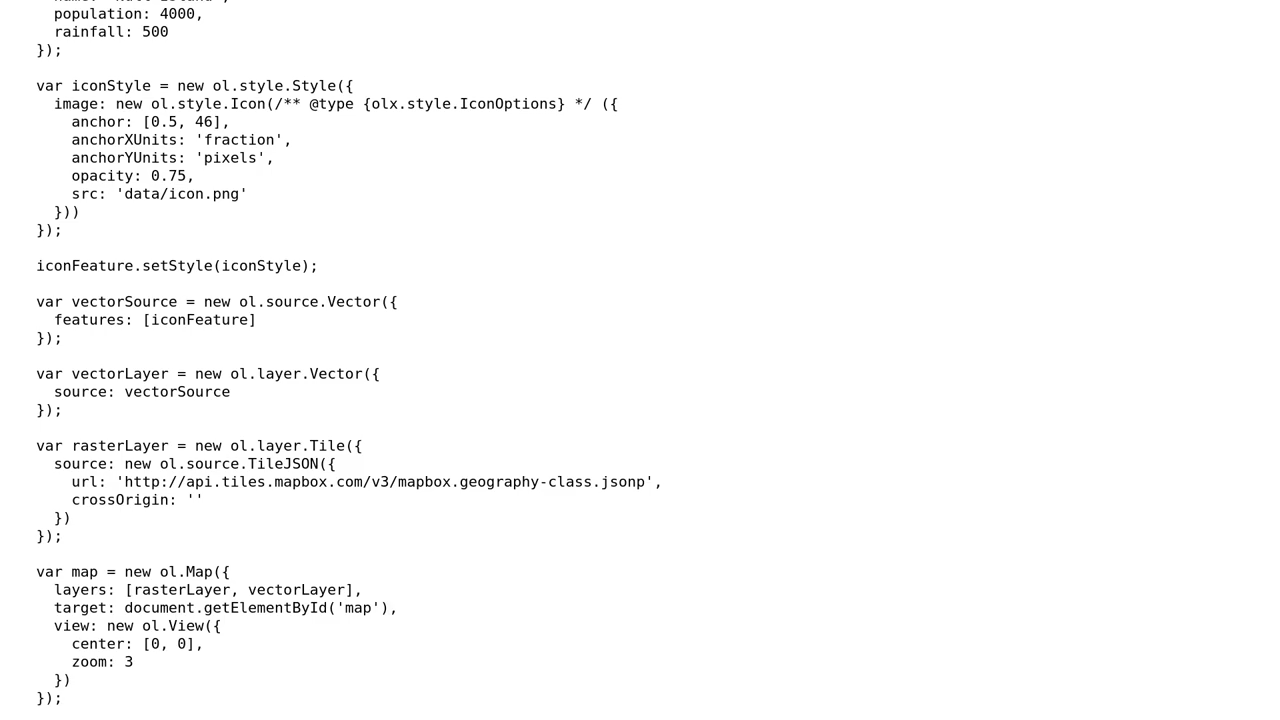 population: 4000,
rainfall: 500
});
var iconStyle = new ol.style.Style({
image: new ol.style.Icon(/** @type {olx.style.IconOptions} */ ({
anchor: [0.5, 46],
anchorXUnits: 'fraction',
anchorYUnits: 'pixels',
opacity: 0.75,
src: 'data/icon.png'
}))
});
iconFeature.setStyle(iconStyle);
var vectorSource = new ol.source.Vector({
features: [iconFeature]
});
var vectorLayer = new ol.layer.Vector({
source: vectorSource
});
var rasterLayer = new ol.layer.Tile({
source: new ol.source.TileJSON({
url: 'http://api.tiles.mapbox.com/v3/mapbox.geography-class.jsonp',
crossOrigin: ''
})
});
var map = new ol.Map({
layers: [rasterLayer, vectorLayer],
target: document.getElementById('map'),
view: new ol.View({
center: [0, 0],
zoom: 3
})
});